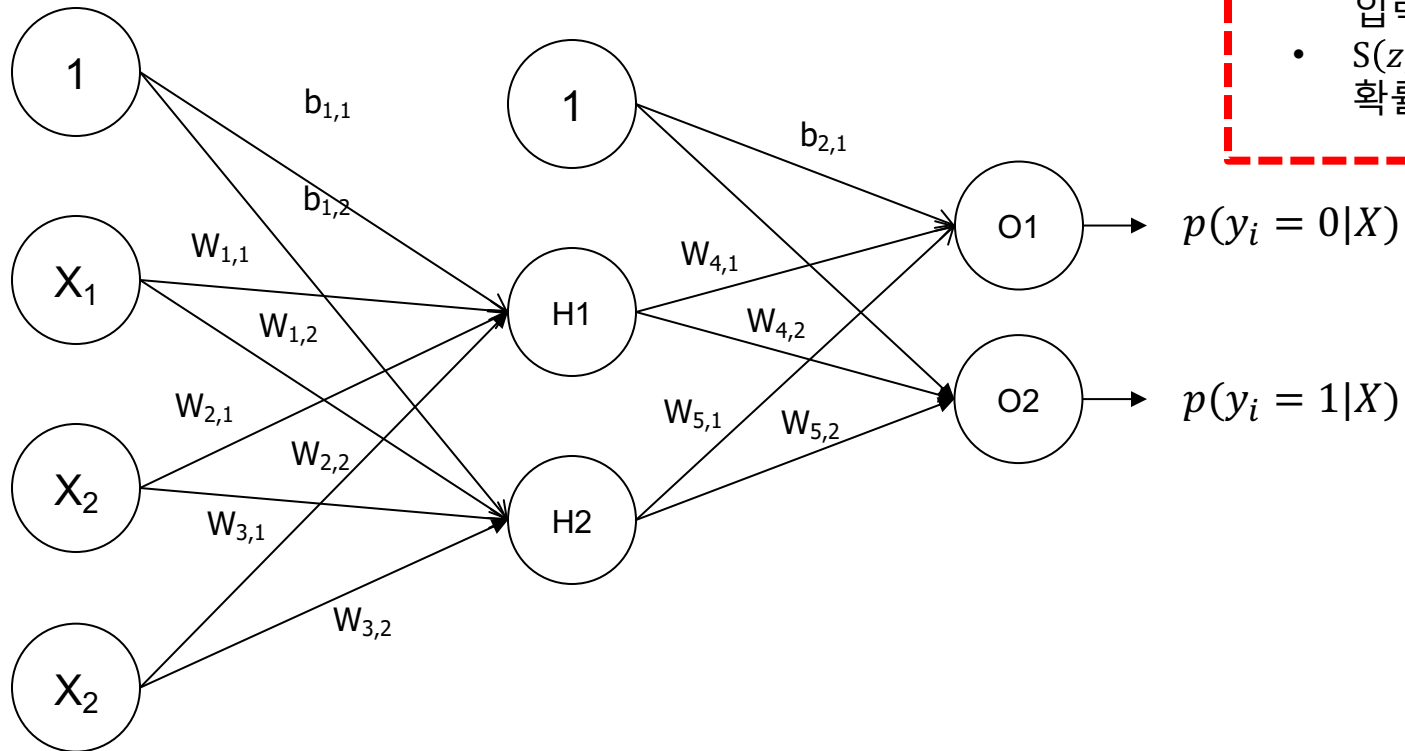 1
b1,1
b1,2
X1
W1,1
W1,2
X2
W2,1
W2,2
W3,1
X2
W3,2
1
H1
H2
b2,1
W4,1
W4,2
W5,1
W5,2
O1
O2
p(yi = 0|X)
p(yi = 1|X)
• S(z
확률